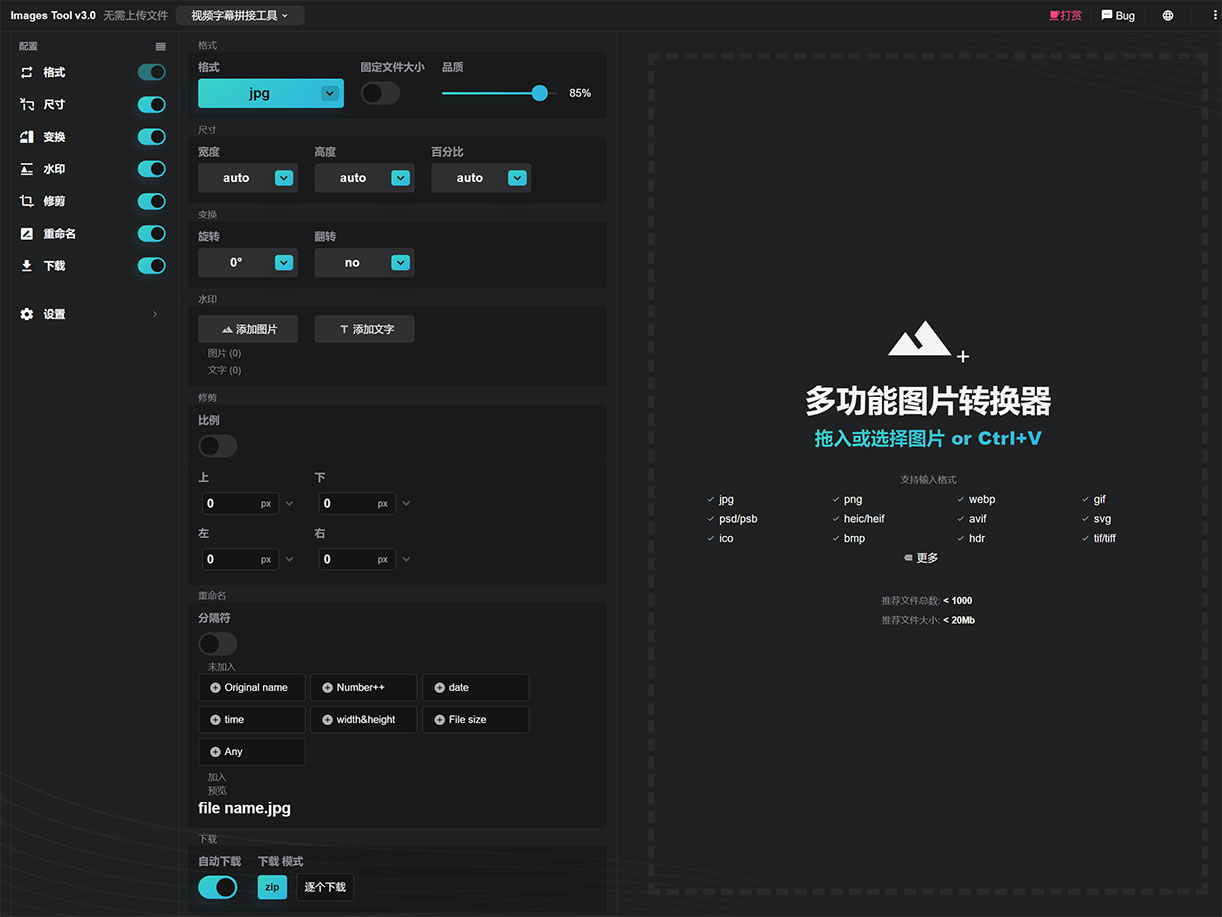 Images Tool v3.0 无需上传文件 视频字幕拼接工具 打赏 Bug
配置
格式
尺寸
变换
水印
修剪
重命名
下载
设置
格式
格式 固定文件大小 品质
jpg 85%
尺寸
宽度 高度 百分比
auto auto auto
变换
旋转 翻转
0° no
水印
添加图片 添加文字
图片 (0)
文字 (0)
修剪
比例
上 下
0 px 0 px
左 右
0 px 0 px
重命名
分隔符
未加入
Original name Number++ date
time width&height File size
Any
加入
预览
file name.jpg
下载
自动下载 下载 模式
zip 逐个下载
多功能图片转换器
拖入或选择图片 or Ctrl+V
支持输入格式
jpg png webp gif
psd/psb heic/heif avif svg
ico bmp hdr tif/tiff
更多
推荐文件总数: < 1000
推荐文件大小: < 20Mb